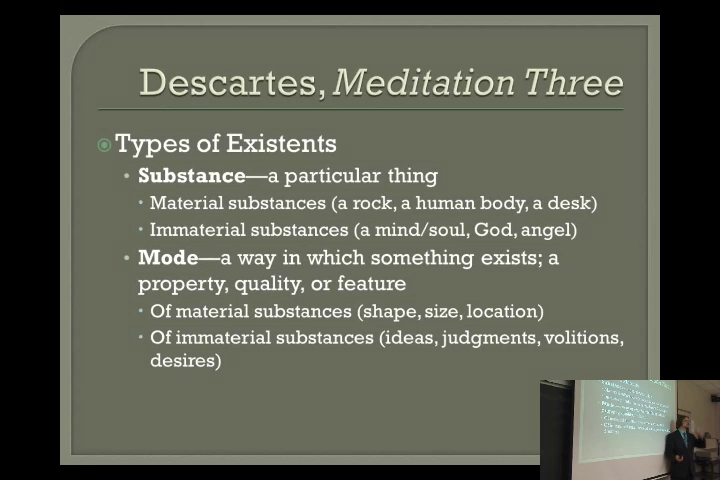 Descartes, Meditation Three
Types of Existents
Substance—a particular thing
Material substances (a rock, a human body, a desk)
Immaterial substances (a mind/soul, God, angel)
Mode—a way in which something exists; a
property, quality, or feature
Of material substances (shape, size, location)
Of immaterial substances (ideas, judgments, volitions,
desires)